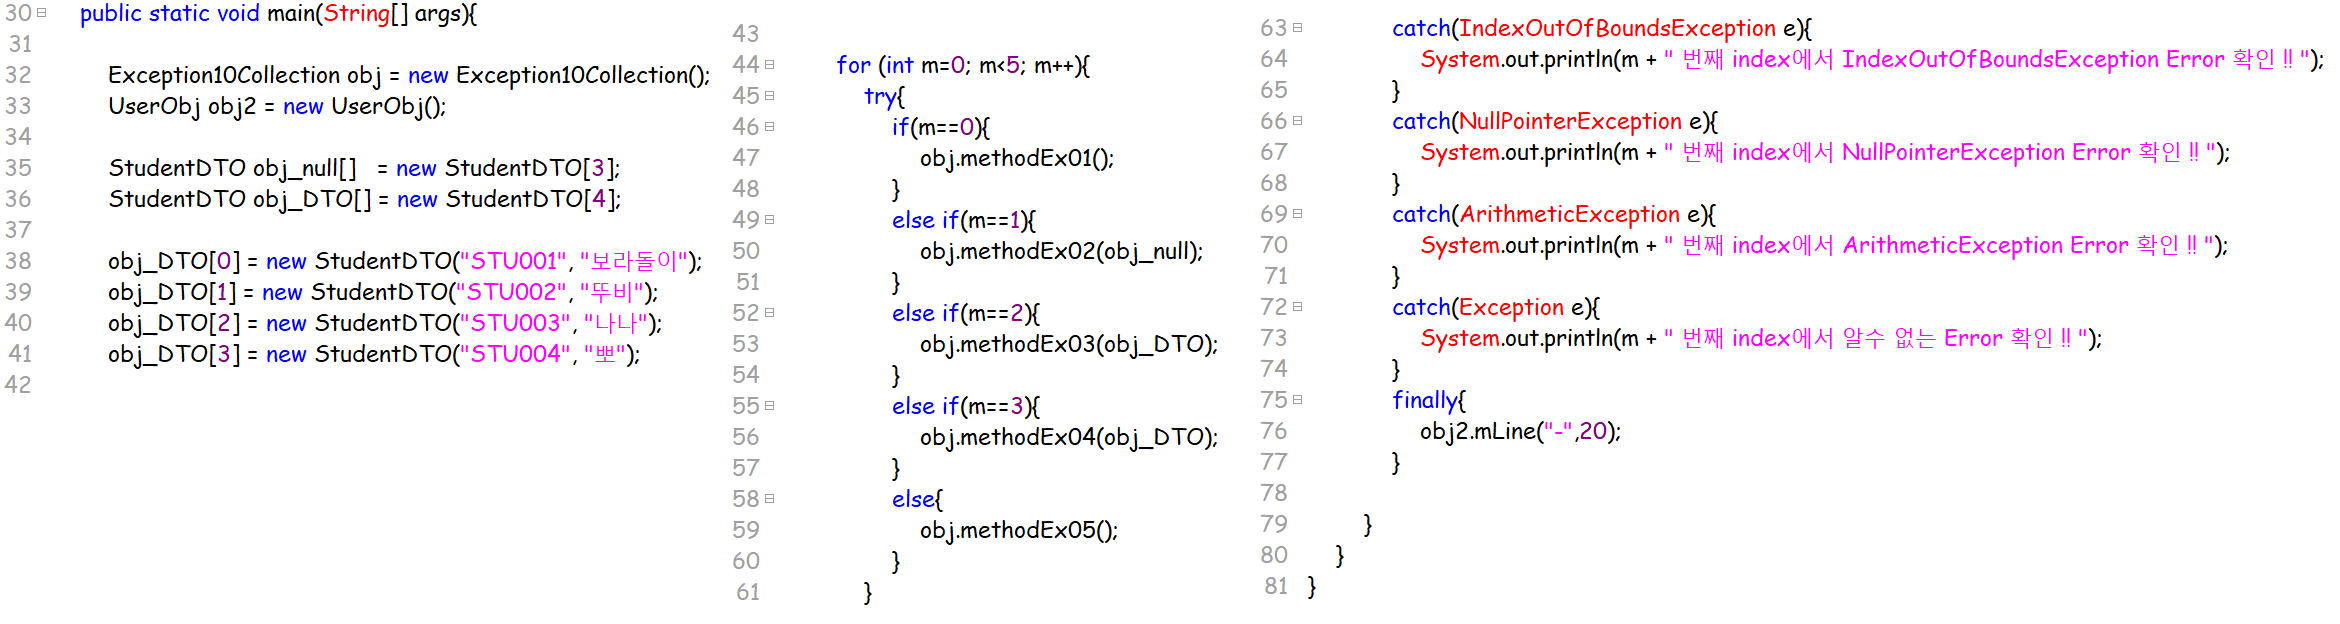 30 public static void main(String[] args){
31
32 Exception10Collection obj = new Exception10Collection();
33 UserObj obj2 = new UserObj();
34
35 StudentDTO obj_null[] = new StudentDTO[3];
36 StudentDTO obj_DTO[] = new StudentDTO[4];
37
38 obj_DTO[0] = new StudentDTO("STU001", "보라돌이");
39 obj_DTO[1] = new StudentDTO("STU002", "뚜비");
40 obj_DTO[2] = new StudentDTO("STU003", "나나");
41 obj_DTO[3] = new StudentDTO("STU004", "뽀");
42
43
44 for (int m=0; m<5; m++){
45 try{
46 if(m==0){
47 obj.methodEx01();
48 }
49 else if(m==1){
50 obj.methodEx02(obj_null);
51 }
52 else if(m==2){
53 obj.methodEx03(obj_DTO);
54 }
55 else if(m==3){
56 obj.methodEx04(obj_DTO);
57 }
58 else{
59 obj.methodEx05();
60 }
61 }
63 catch(IndexOutOfBoundsException e){
64 System.out.println(m + " 번째 index에서 IndexOutOfBoundsException Error 확인 !! ");
65 }
66 catch(NullPointerException e){
67 System.out.println(m + " 번째 index에서 NullPointerException Error 확인 !! ");
68 }
69 catch(ArithmeticException e){
70 System.out.println(m + " 번째 index에서 ArithmeticException Error 확인 !! ");
71 }
72 catch(Exception e){
73 System.out.println(m + " 번째 index에서 알수 없는 Error 확인 !! ");
74 }
75 finally{
76 obj2.mLine("-",20);
77 }
78
79 }
80 }
81 }